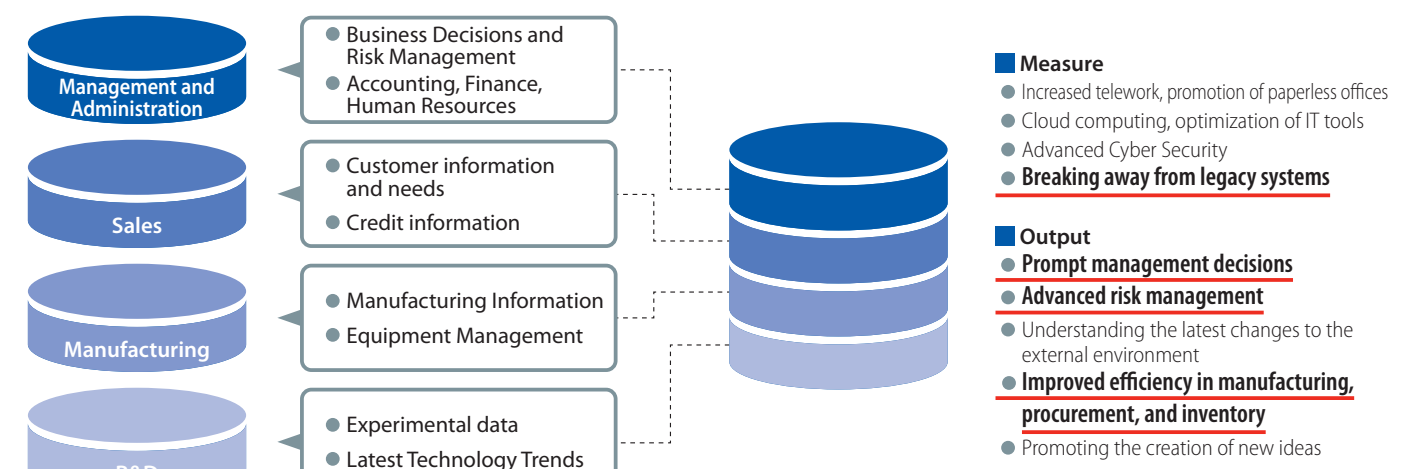 Management and
Administration
● Business Decisions and
Risk Management
● Accounting, Finance,
Human Resources
Sales
● Customer information
and needs
● Credit information
Manufacturing
● Manufacturing Information
● Equipment Management
● Experimental data
● Latest Technology Trends
Measure
● Increased telework, promotion of paperless offices
● Cloud computing, optimization of IT tools
● Advanced Cyber Security
● Breaking away from legacy systems
Output
● Prompt management decisions
● Advanced risk management
● Understanding the latest changes to the
external environment
● Improved efficiency in manufacturing,
procurement, and inventory
● Promoting the creation of new ideas